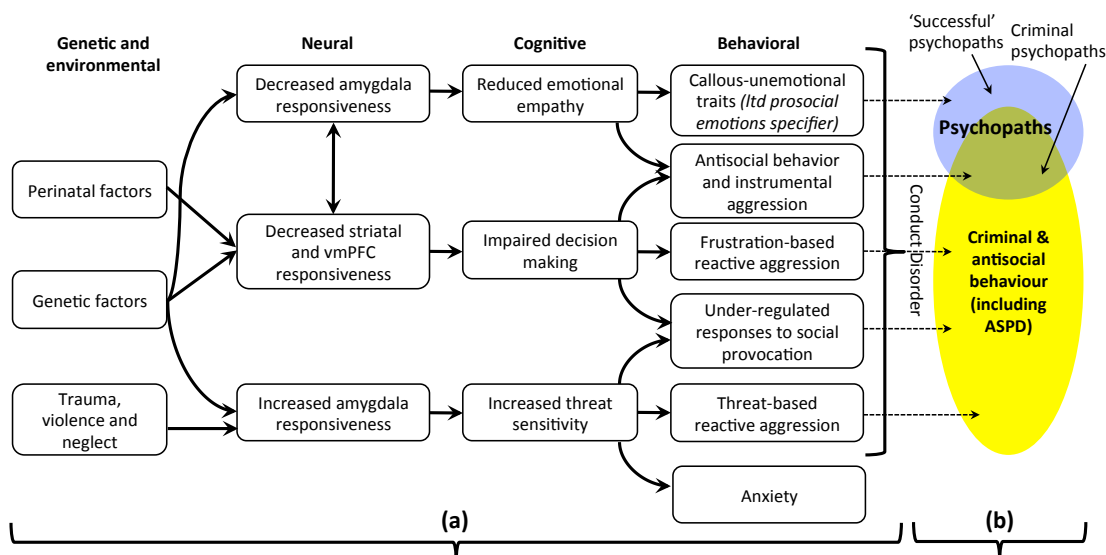 Genetic and
environmental
Neural
Cognitive
Behavioral
'Successful'
psychopaths
Criminal
psychopaths
Decreased amygdala
responsiveness
Reduced emotional
empathy
Callous-unemotional
traits (ltd prosocial
emotions specifier)
Psychopaths
Perinatal factors
Antisocial behavior
and instrumental
aggression
Decreased striatal
and vmPFC
responsiveness
Impaired decision
making
Frustration-based
reactive aggression
Conduct Disorder
Criminal &
antisocial
behaviour
(including
ASPD)
Genetic factors
Under-regulated
responses to social
provocation
Trauma,
violence and
neglect
Increased amygdala
responsiveness
Increased threat
sensitivity
Threat-based
reactive aggression
Anxiety
(a)
(b)